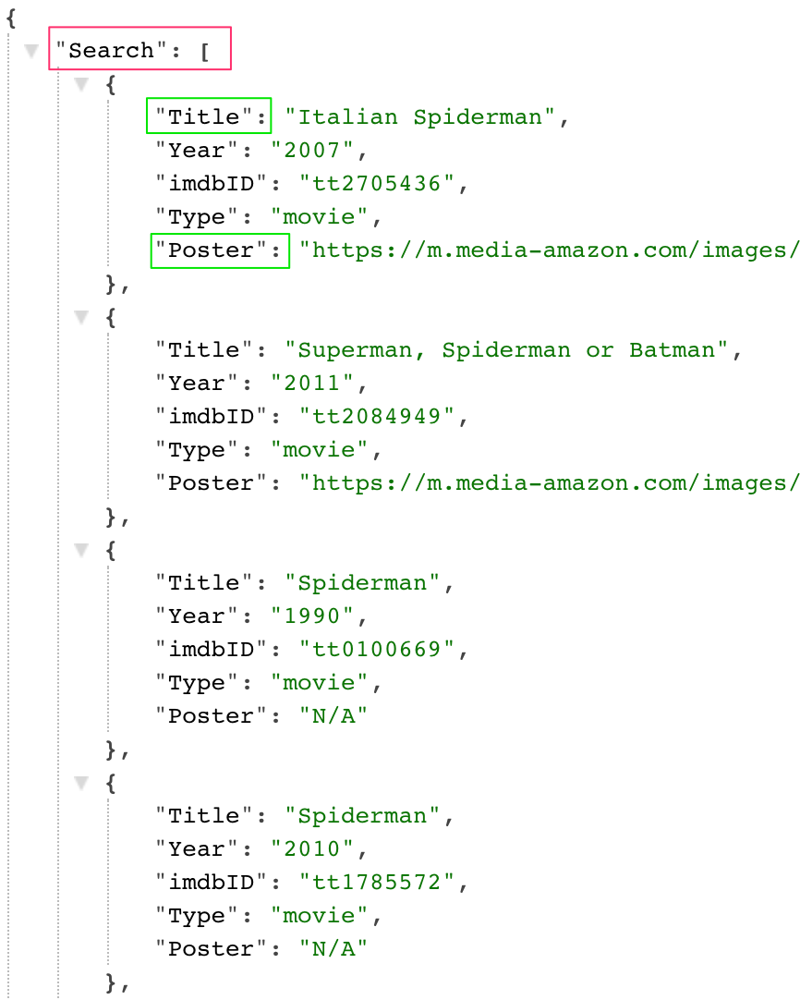 {
"Search": [
{
"Title": "Italian Spiderman",
"Year": "2007",
"imdbID": "tt2705436",
"Type": "movie",
"Poster": "https://m.media-amazon.com/images/
},
{
"Title": "Superman, Spiderman or Batman",
"Year": "2011",
"imdbID": "tt2084949",
"Type": "movie",
"Poster": "https://m.media-amazon.com/images/
},
{
"Title": "Spiderman",
"Year": "1990",
"imdbID": "tt0100669",
"Type": "movie",
"Poster": "N/A"
},
{
"Title": "Spiderman",
"Year": "2010",
"imdbID": "tt1785572",
"Type": "movie",
"Poster": "N/A"
},